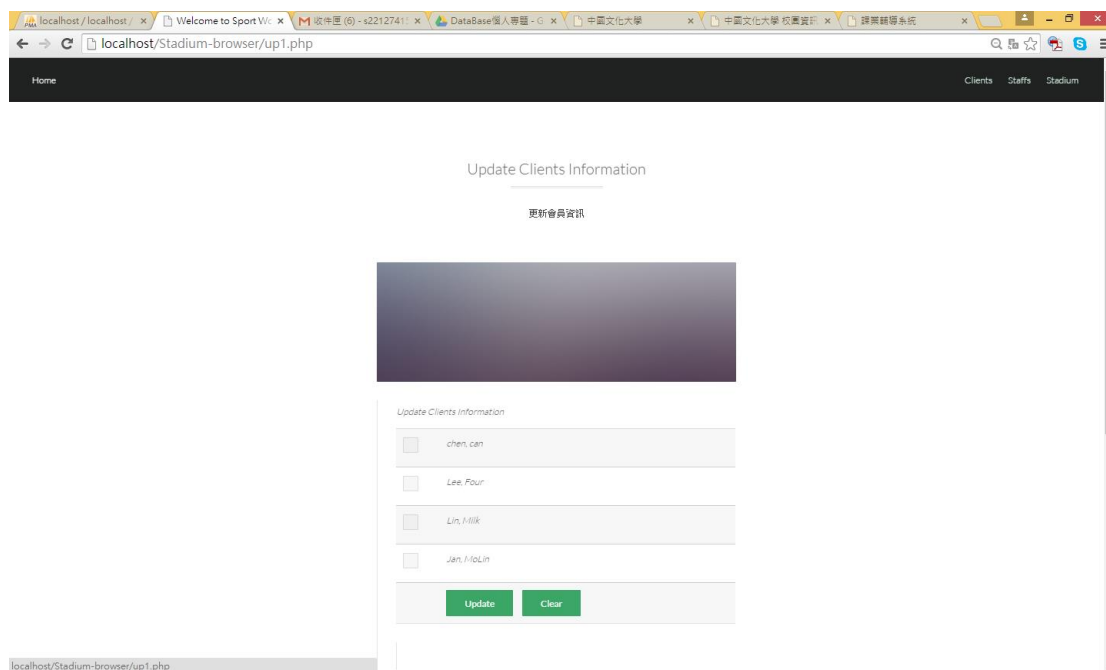 localhost / localhost /
Welcome to Sport Wo
收件匣 (6) - s2212741
DataBase個人專題 - G
中國文化大學
中國文化大學 校園資訊
課業輔導系統
localhost/Stadium-browser/up1.php
Home
Clients Staffs Stadium
Update Clients Information
更新會員資訊
Update Clients Information
chen, can
Lee, Four
Lin, Milk
Jan, MoLin
Update Clear
localhost/Stadium-browser/up1.php